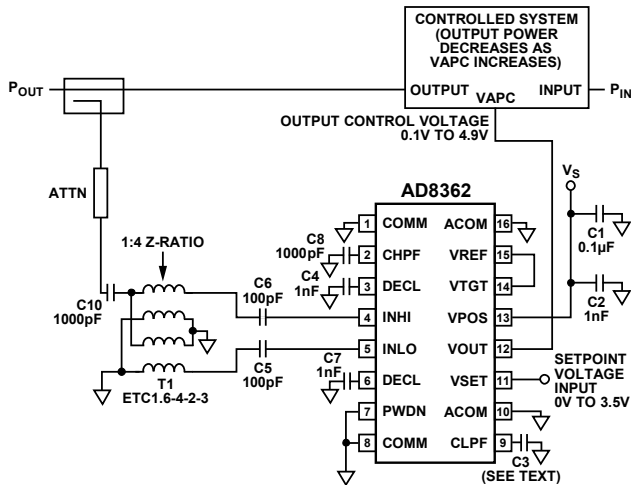 CONTROLLED SYSTEM
(OUTPUT POWER
DECREASES AS
VAPC INCREASES)
P_OUT
OUTPUT
VAPC
INPUT
P_IN
OUTPUT CONTROL VOLTAGE
0.1V TO 4.9V
ATTN
V_S
AD8362
C1
0.1µF
C2
1nF
1:4 Z-RATIO
C8
1000pF
C4
1nF
C6
100pF
C10
1000pF
C5
100pF
C7
1nF
T1
ETC1.6-4-2-3
1 COMM ACOM 16
2 CHPF VREF 15
3 DECL VTGT 14
4 INHI VPOS 13
5 INLO VOUT 12
6 DECL VSET 11
7 PWDN ACOM 10
8 COMM CLPF 9
SETPOINT
VOLTAGE
INPUT
0V TO 3.5V
C3
(SEE TEXT)